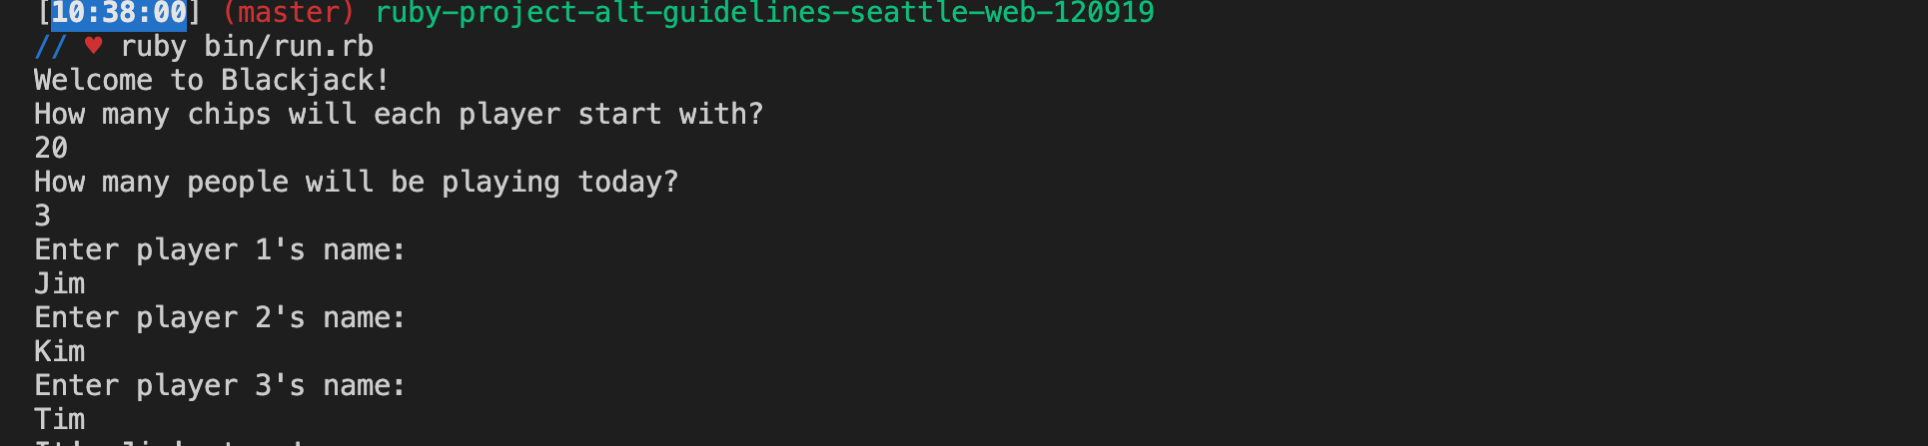 [10:38:00] (master) ruby-project-alt-guidelines-seattle-web-120919
// ♥ ruby bin/run.rb
Welcome to Blackjack!
How many chips will each player start with?
20
How many people will be playing today?
3
Enter player 1's name:
Jim
Enter player 2's name:
Kim
Enter player 3's name:
Tim